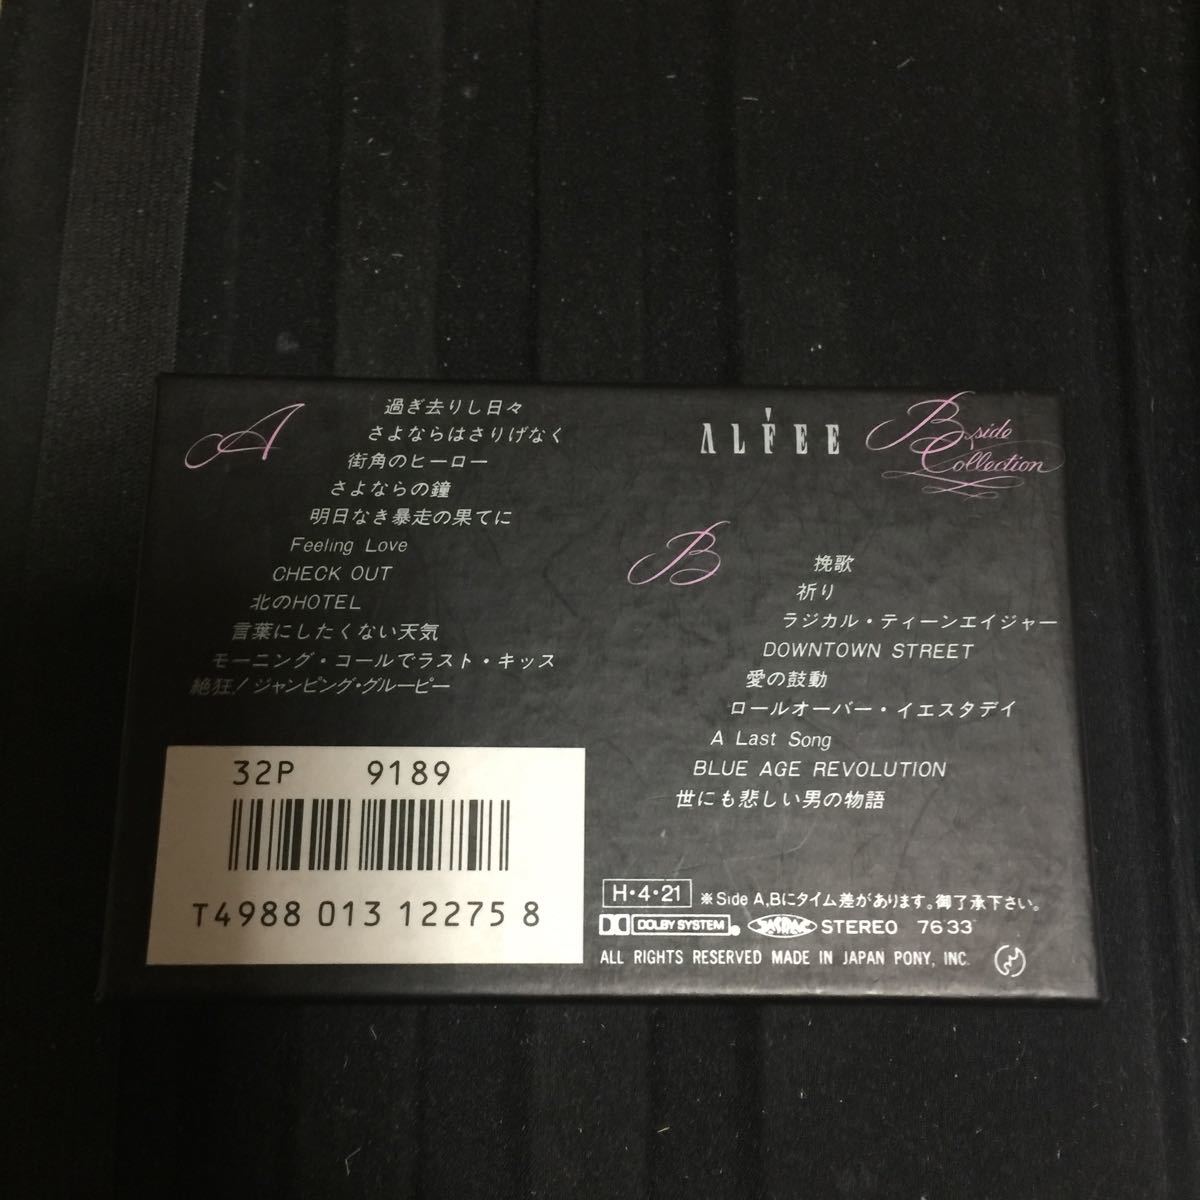 A
過ぎ去りし日々
さよならはさりげなく
街角のヒーロー
さよならの鐘
明日なき暴走の果てに
Feeling Love
CHECK OUT
北のHOTEL
言葉にしたくない天気
モーニング・コールでラスト・キッス
絶狂!ジャンピング・グルーピー
ALFEE
B side
Collection
B
挽歌
祈り
ラジカル・ティーンエイジャー
DOWNTOWN STREET
愛の鼓動
ロールオーバー・イエスタデイ
A Last Song
BLUE AGE REVOLUTION
世にも悲しい男の物語
32P 9189
T4988 013 12275 8
H・4・21 ※Side A,Bにタイム差があります。御了承下さい。
DOLBY SYSTEM STEREO 76'33
ALL RIGHTS RESERVED MADE IN JAPAN PONY, INC.